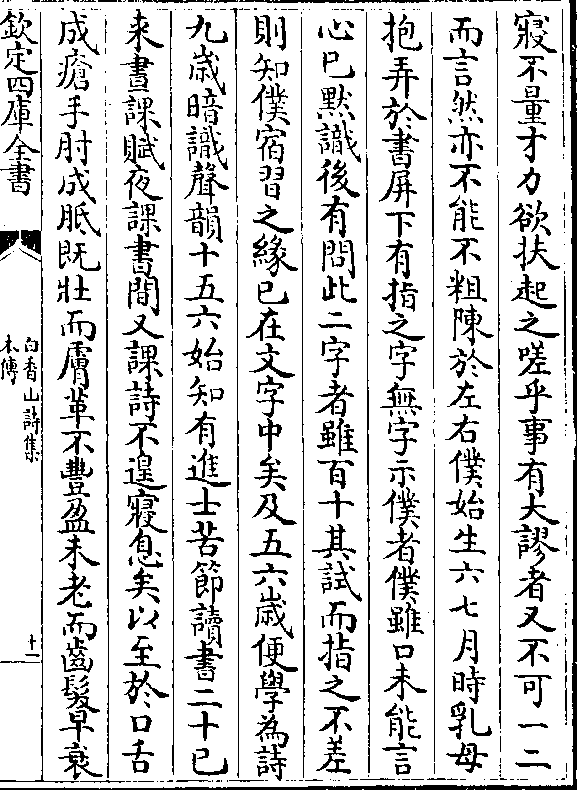 寢不量才力欲扶起之嗟乎事有大謬者又不可一二
而言然亦不能不粗陳於左右僕始生六七月時乳母
抱弄於書屏下有指之字無字示僕者僕雖口未能言
心已默識後有問此二字者雖百十其試而指之不差
則知僕宿習之緣已在文字中矣及五六歲便學為詩
九歲暗識聲韻十五六始知有進士苦節讀書二十已
来晝課賦夜課書間又課詩不遑寢息矣以至於口舌
成瘡手肘成胝既壯而膚革不豐盈未老而齒髮早衰
欽定四庫全書
白香山詩集
本傳
十一